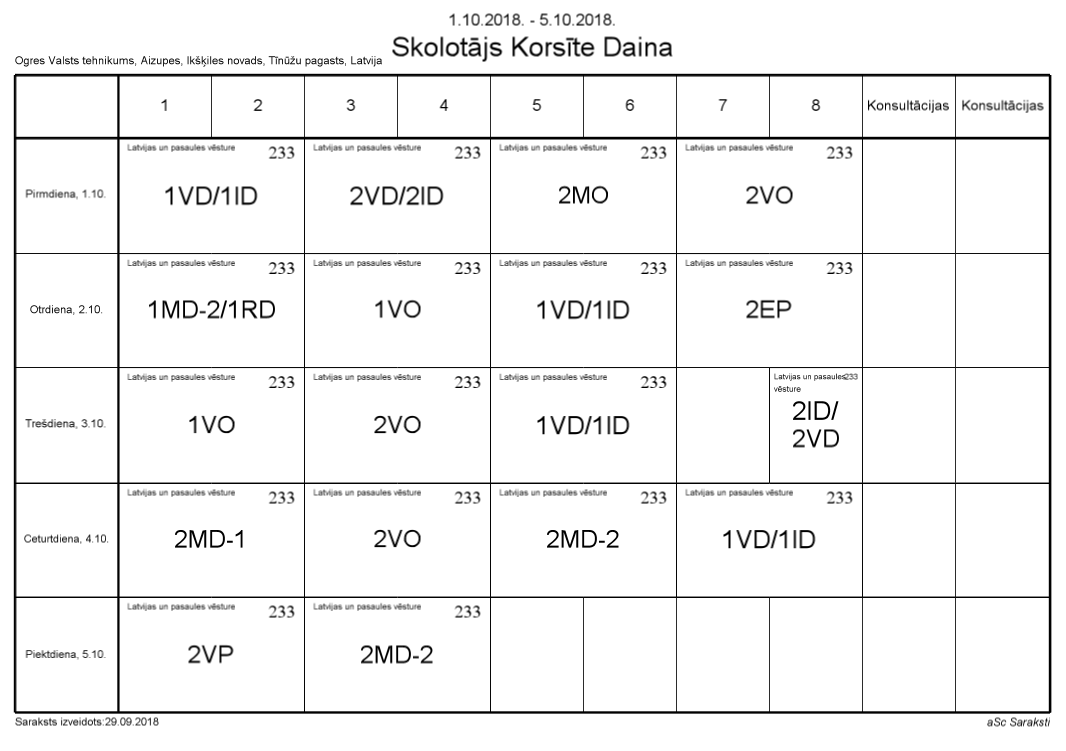 1.10.2018. - 5.10.2018.
Skolotājs Korsīte Daina
Ogres Valsts tehnikums, Aizupes, Ikšķiles novads, Tīnūžu pagasts, Latvija
1 2 3 4 5 6 7 8 Konsultācijas Konsultācijas
Latvijas un pasaules vēsture 233 Latvijas un pasaules vēsture 233 Latvijas un pasaules vēsture 233 Latvijas un pasaules vēsture 233
Pirmdiena, 1.10. 1VD/1ID 2VD/2ID 2MO 2VO
Latvijas un pasaules vēsture 233 Latvijas un pasaules vēsture 233 Latvijas un pasaules vēsture 233 Latvijas un pasaules vēsture 233
Otrdiena, 2.10. 1MD-2/1RD 1VO 1VD/1ID 2EP
Latvijas un pasaules vēsture 233 Latvijas un pasaules vēsture 233 Latvijas un pasaules vēsture 233 Latvijas un pasaules 233
vēsture
Trešdiena, 3.10. 1VO 2VO 1VD/1ID 2ID/
2VD
Latvijas un pasaules vēsture 233 Latvijas un pasaules vēsture 233 Latvijas un pasaules vēsture 233 Latvijas un pasaules vēsture 233
Ceturtdiena, 4.10. 2MD-1 2VO 2MD-2 1VD/1ID
Latvijas un pasaules vēsture 233 Latvijas un pasaules vēsture 233
Piektdiena, 5.10. 2VP 2MD-2
Saraksts izveidots:29.09.2018 aSc Saraksti